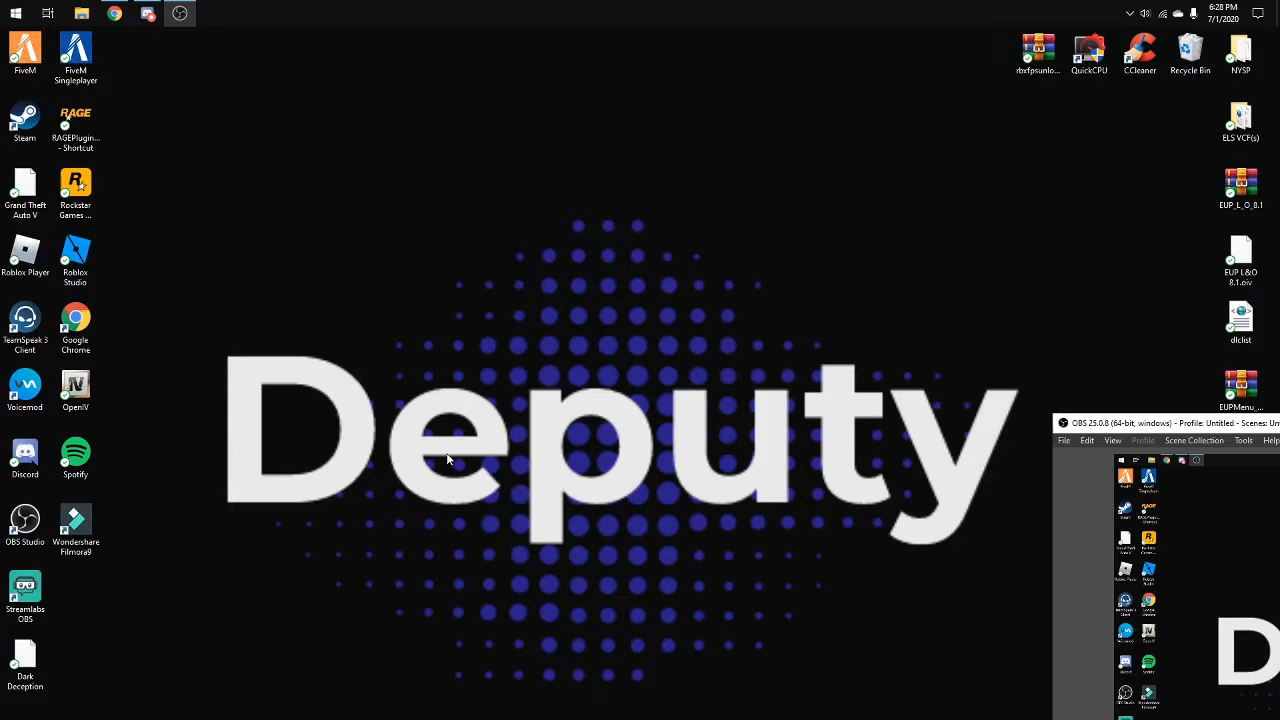 6:28 PM
7/1/2020
FiveM
FiveM
Singleplayer
rbxfpsunlo...
QuickCPU
CCleaner
Recycle Bin
NYSP
Steam
RAGE
RAGEPlugin...
- Shortcut
ELS VCF(s)
Grand Theft
Auto V
Rockstar
Games ...
EUP_L_O_8.1
Roblox Player
Roblox
Studio
EUP L&O
8.1.oiv
TeamSpeak 3
Client
Google
Chrome
dlclist
Voicemod
OpenIV
EUPMenu_...
Deputy
OBS 25.0.8 (64-bit, windows) - Profile: Untitled - Scenes: Un
File Edit View Profile Scene Collection Tools Help
Discord
Spotify
OBS Studio
Wondershare
Filmora9
Streamlabs
OBS
Dark
Deception